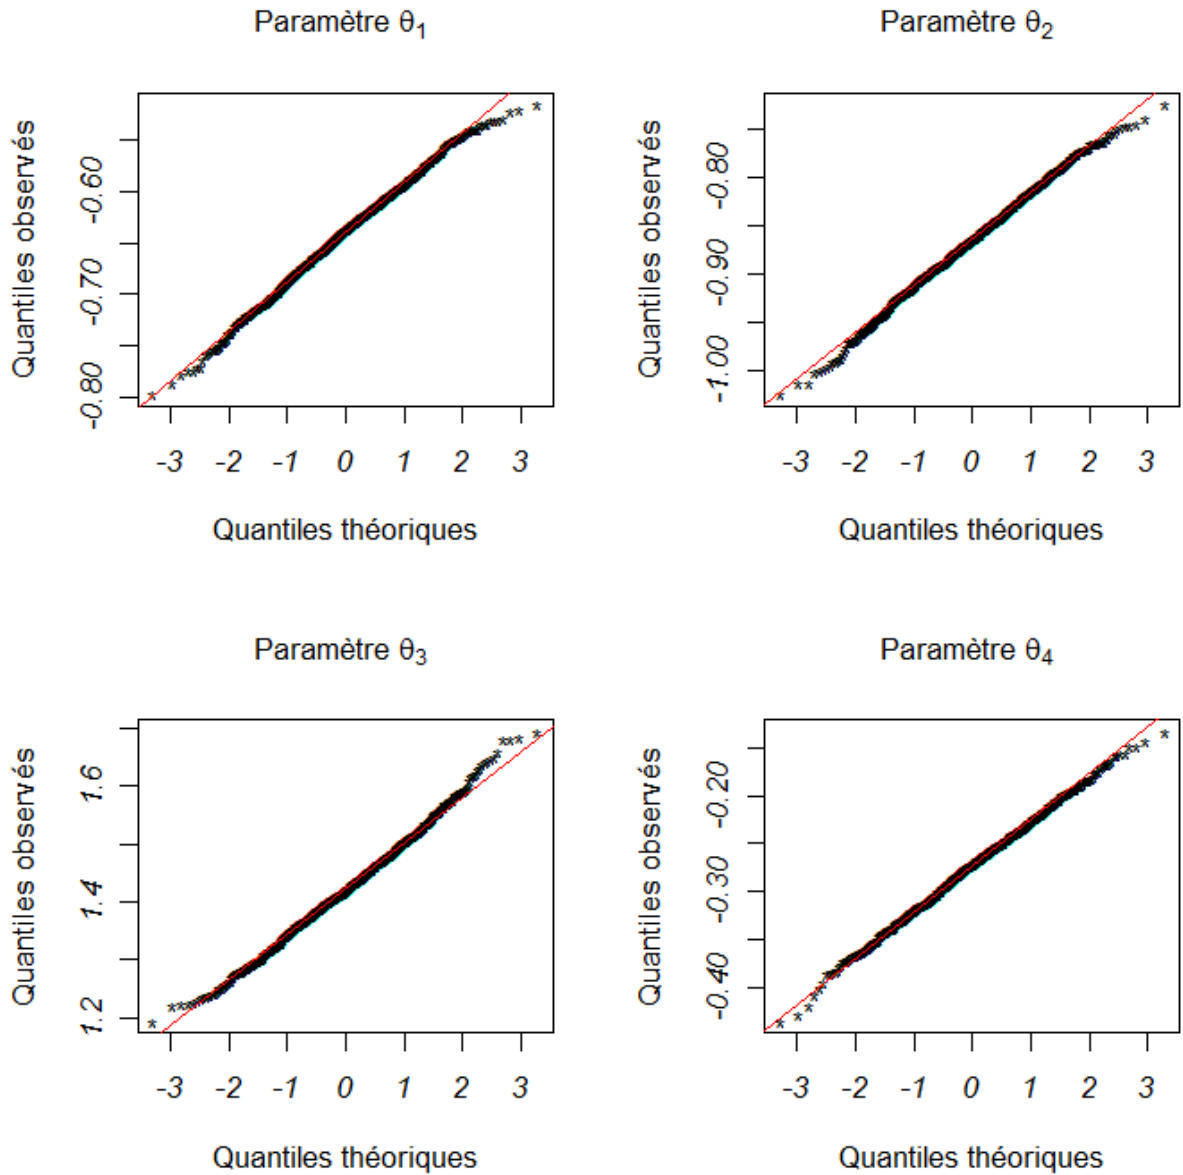 Paramètre θ1
Quantiles observés
-0.80 -0.70 -0.60
-3 -2 -1 0 1 2 3
Quantiles théoriques
Paramètre θ2
Quantiles observés
-1.00 -0.90 -0.80
-3 -2 -1 0 1 2 3
Quantiles théoriques
Paramètre θ3
Quantiles observés
1.2 1.4 1.6
-3 -2 -1 0 1 2 3
Quantiles théoriques
Paramètre θ4
Quantiles observés
-0.40 -0.30 -0.20
-3 -2 -1 0 1 2 3
Quantiles théoriques